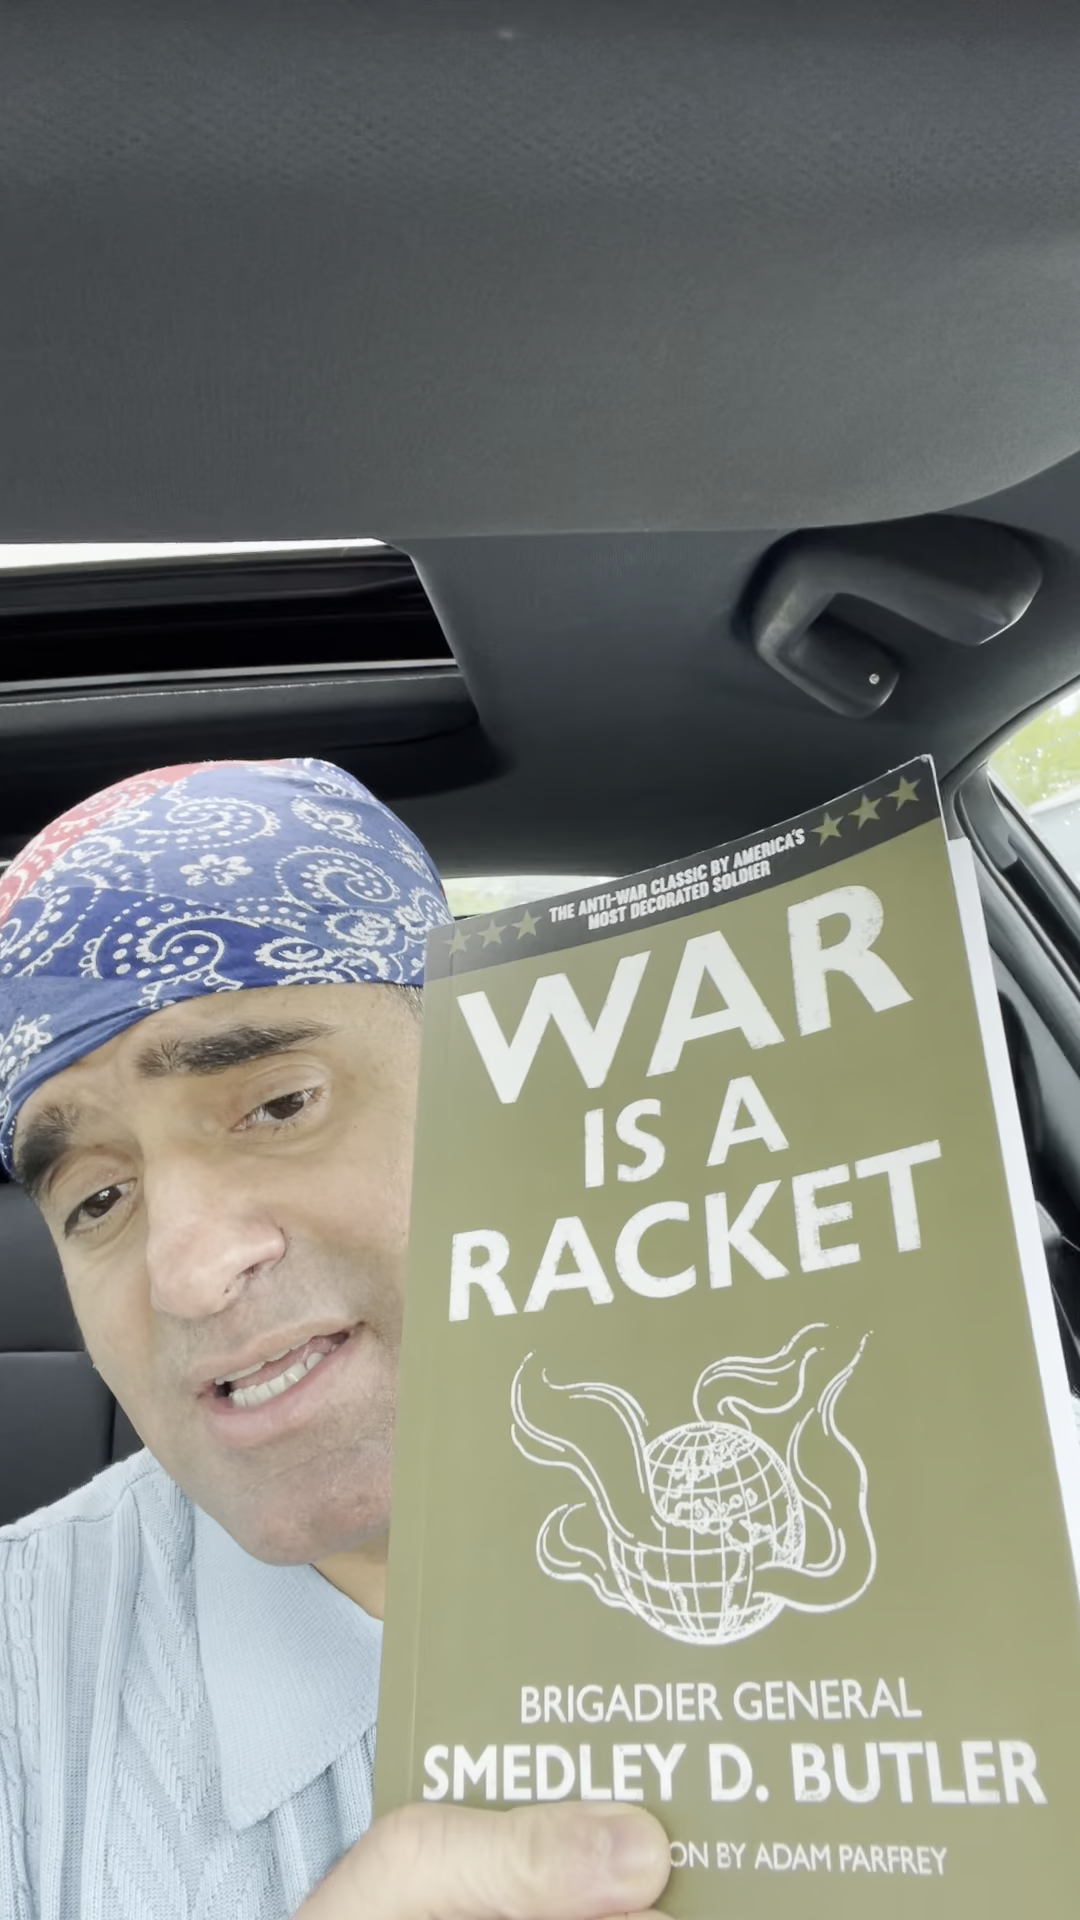 THE ANTI-WAR CLASSIC BY AMERICA'S
MOST DECORATED SOLDIER
WAR
IS A
RACKET
BRIGADIER GENERAL
SMEDLEY D. BUTLER
ON BY ADAM PARFREY